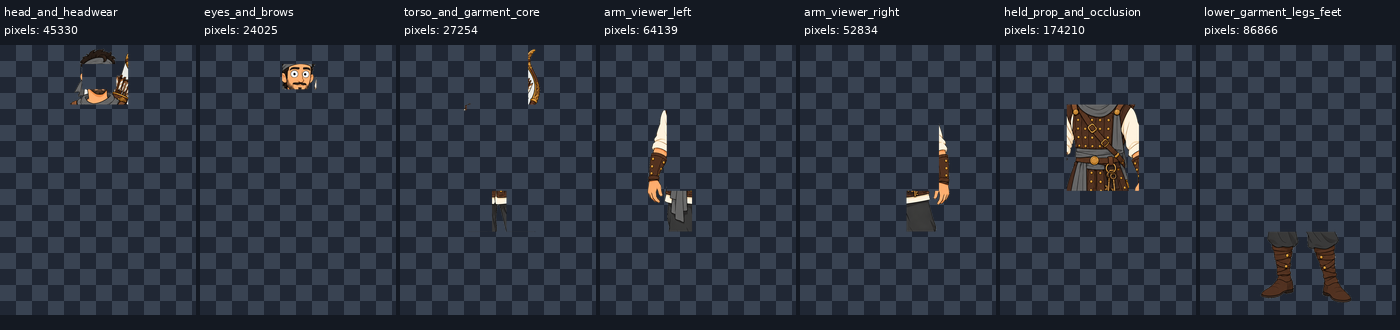 head_and_headwear
pixels: 45330
eyes_and_brows
pixels: 24025
torso_and_garment_core
pixels: 27254
arm_viewer_left
pixels: 64139
arm_viewer_right
pixels: 52834
held_prop_and_occlusion
pixels: 174210
lower_garment_legs_feet
pixels: 86866